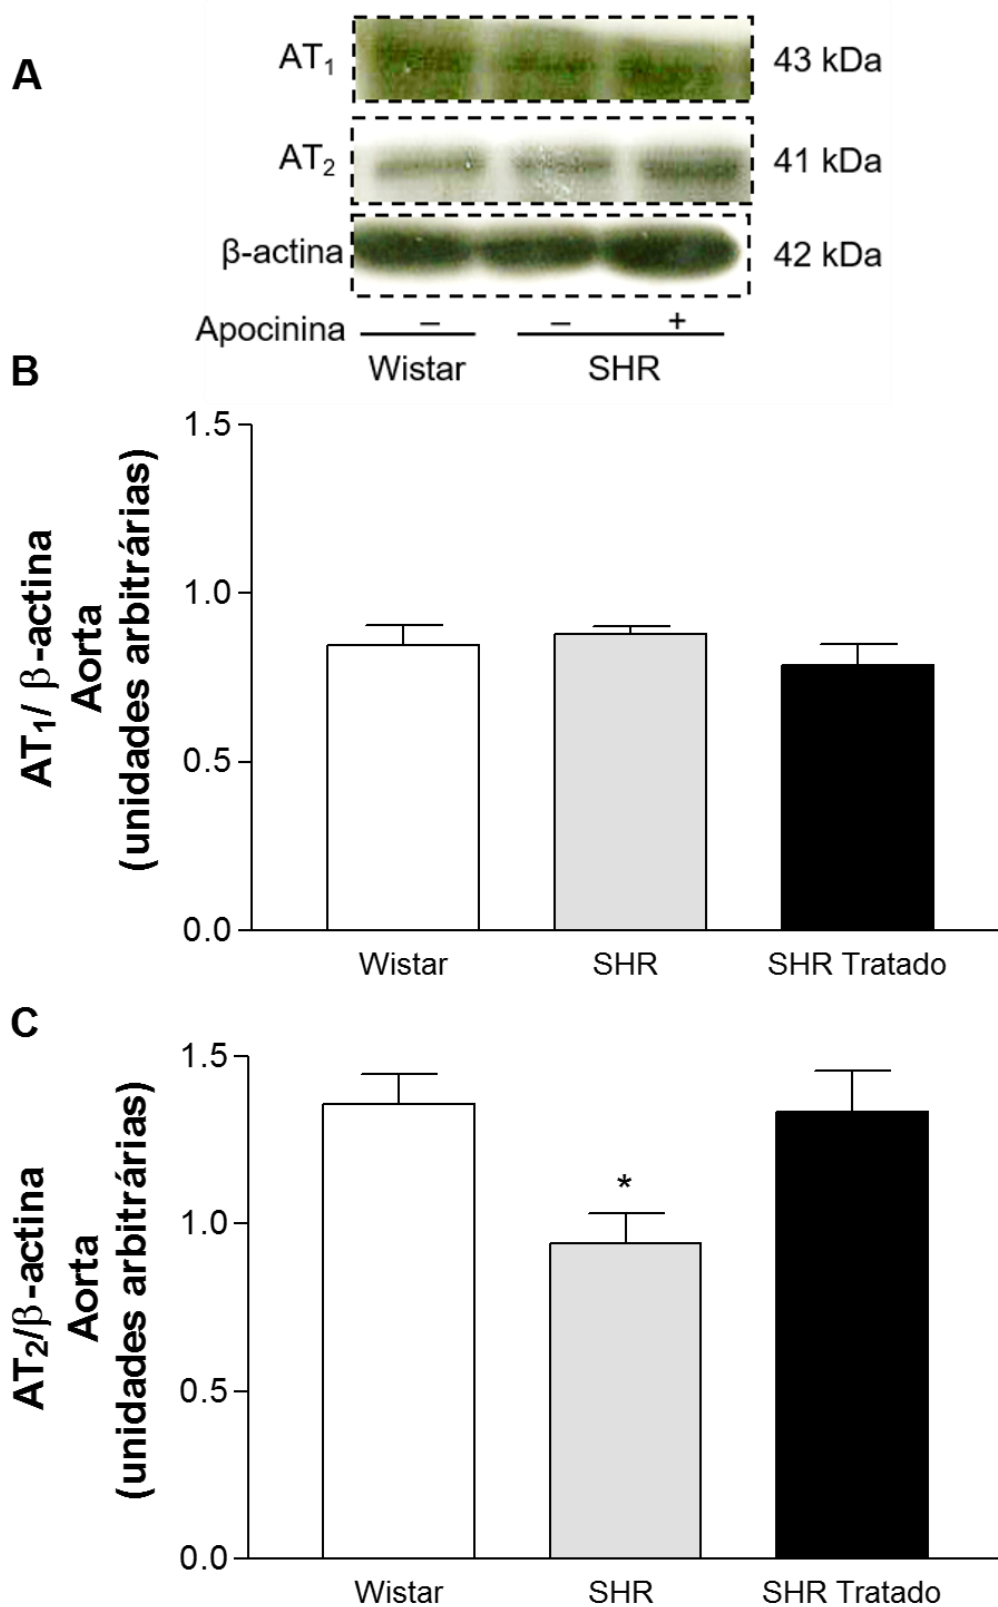 A
AT₁ 43 kDa
AT₂ 41 kDa
β-actina 42 kDa
Apocinina – – +
Wistar SHR
B
AT₁/ β-actina
Aorta
(unidades arbitrárias)
1.5
1.0
0.5
0.0
Wistar SHR SHR Tratado
C
AT₂/β-actina
Aorta
(unidades arbitrárias)
1.5
*
1.0
0.5
0.0
Wistar SHR SHR Tratado